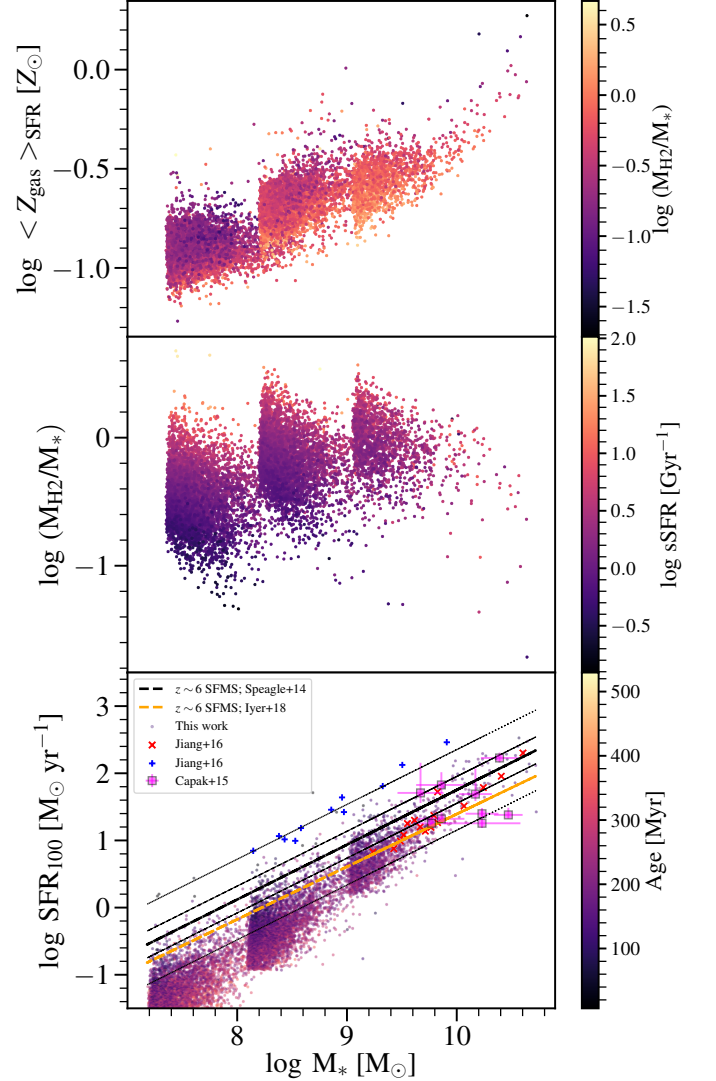 log < Z_gas >_SFR [Z_⊙]
0.0
−0.5
−1.0
log (M_H2/M_*)
0.5
0.0
−0.5
−1.0
−1.5
log (M_H2/M_*)
0
−1
log sSFR [Gyr^−1]
2.0
1.5
1.0
0.5
0.0
−0.5
log SFR_100 [M_⊙ yr^−1]
3
2
1
0
−1
z ∼ 6 SFMS; Speagle+14
z ∼ 6 SFMS; Iyer+18
This work
Jiang+16
Jiang+16
Capak+15
Age [Myr]
500
400
300
200
100
8
9
10
log M_* [M_⊙]